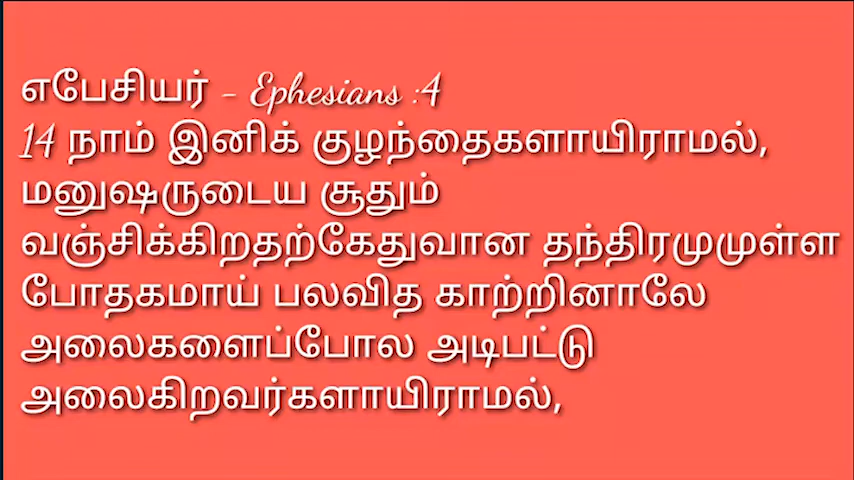 எபேசியர் - Ephesians :4
14 நாம் இனிக் குழந்தைகளாயிராமல்,
மனுஷருடைய சூதும்
வஞ்சிக்கிறதற்கேதுவான தந்திரமுமுள்ள
போதகமாய் பலவித காற்றினாலே
அலைகளைப்போல அடிபட்டு
அலைகிறவர்களாயிராமல்,